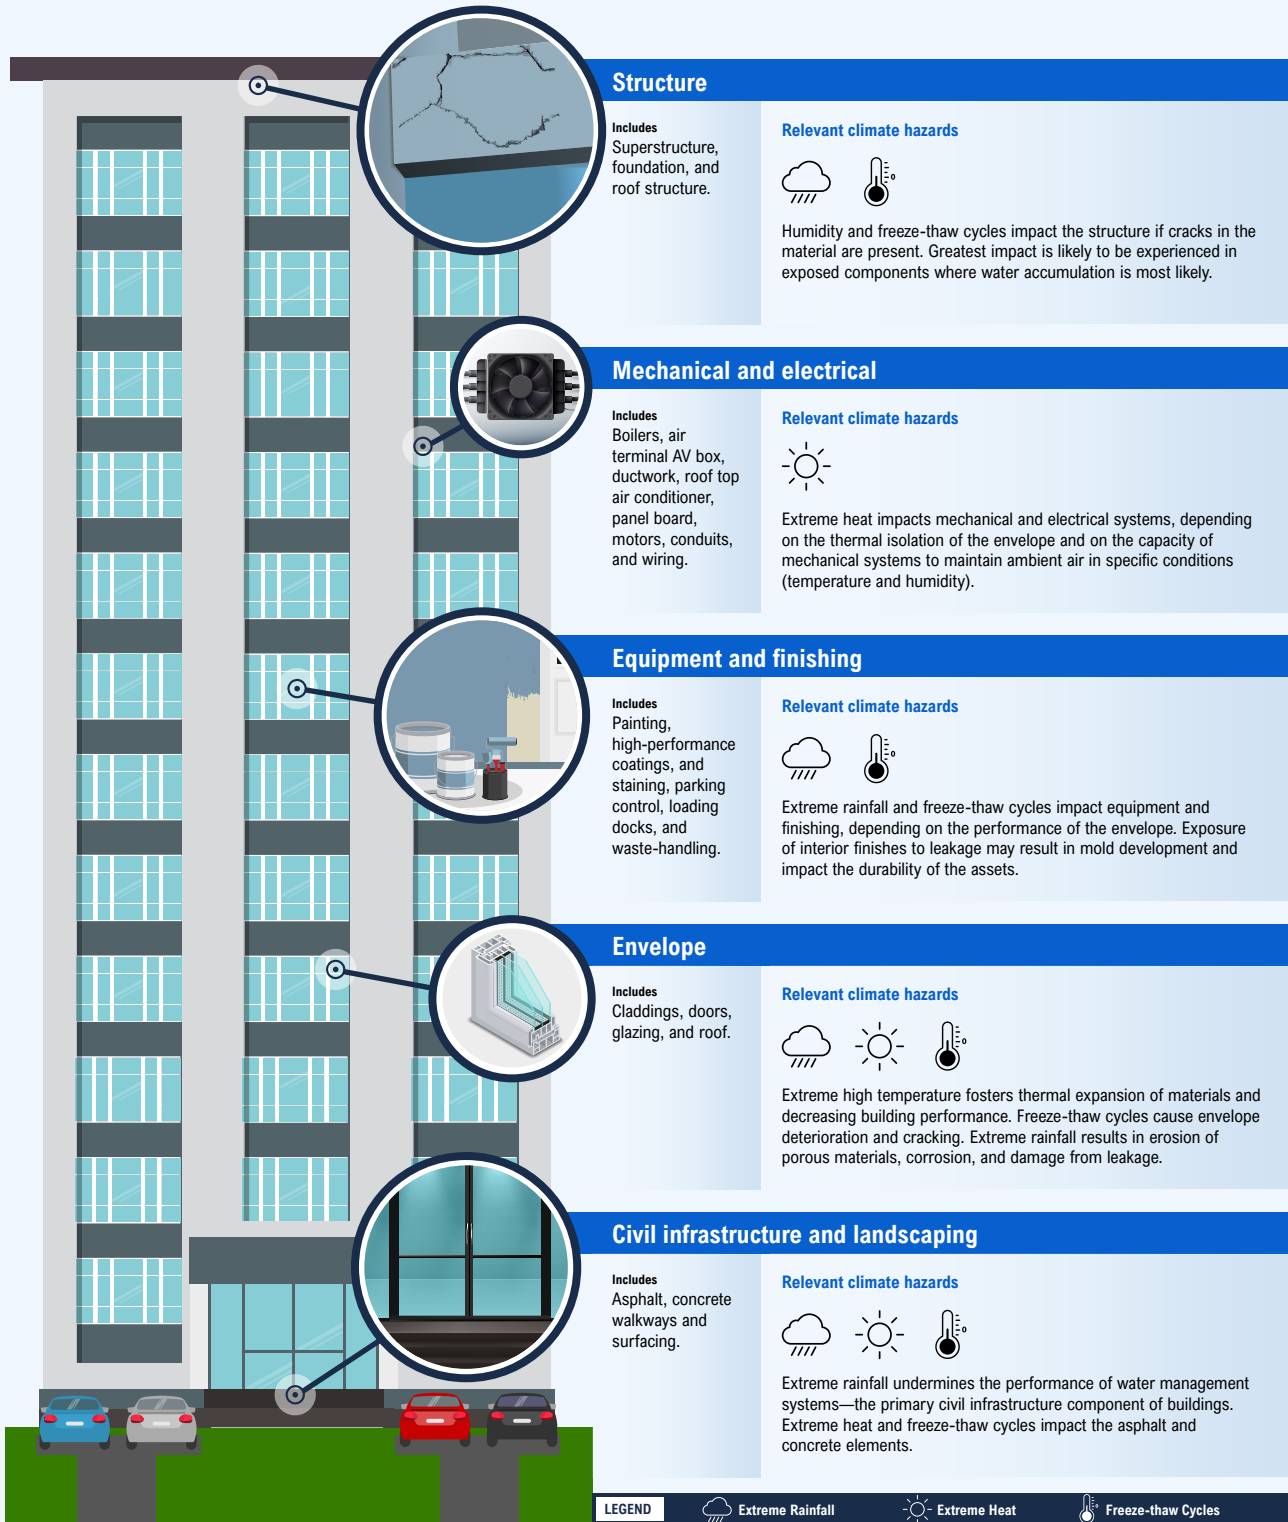 Structure
Includes
Superstructure,
foundation, and
roof structure.
Relevant climate hazards
Humidity and freeze-thaw cycles impact the structure if cracks in the
material are present. Greatest impact is likely to be experienced in
exposed components where water accumulation is most likely.
Mechanical and electrical
Includes
Boilers, air
terminal AV box,
ductwork, roof top
air conditioner,
panel board,
motors, conduits,
and wiring.
Relevant climate hazards
Extreme heat impacts mechanical and electrical systems, depending
on the thermal isolation of the envelope and on the capacity of
mechanical systems to maintain ambient air in specific conditions
(temperature and humidity).
Equipment and finishing
Includes
Painting,
high-performance
coatings, and
staining, parking
control, loading
docks, and
waste-handling.
Relevant climate hazards
Extreme rainfall and freeze-thaw cycles impact equipment and
finishing, depending on the performance of the envelope. Exposure
of interior finishes to leakage may result in mold development and
impact the durability of the assets.
Envelope
Includes
Claddings, doors,
glazing, and roof.
Relevant climate hazards
Extreme high temperature fosters thermal expansion of materials and
decreasing building performance. Freeze-thaw cycles cause envelope
deterioration and cracking. Extreme rainfall results in erosion of
porous materials, corrosion, and damage from leakage.
Civil infrastructure and landscaping
Includes
Asphalt, concrete
walkways and
surfacing.
Relevant climate hazards
Extreme rainfall undermines the performance of water management
systems—the primary civil infrastructure component of buildings.
Extreme heat and freeze-thaw cycles impact the asphalt and
concrete elements.
LEGEND Extreme Rainfall Extreme Heat Freeze-thaw Cycles